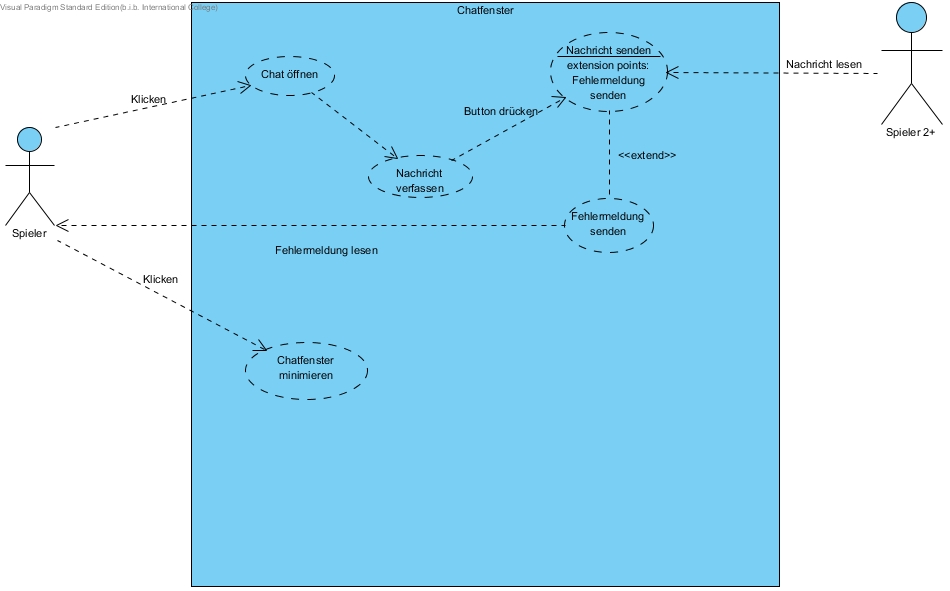 Visual Paradigm Standard Edition(b.i.b. International College)
Chatfenster
Nachricht senden
extension points:
Fehlermeldung
senden
Nachricht lesen
Chat öffnen
Klicken
Button drücken
Spieler 2+
<<extend>>
Nachricht
verfassen
Fehlermeldung
senden
Spieler
Fehlermeldung lesen
Klicken
Chatfenster
minimieren